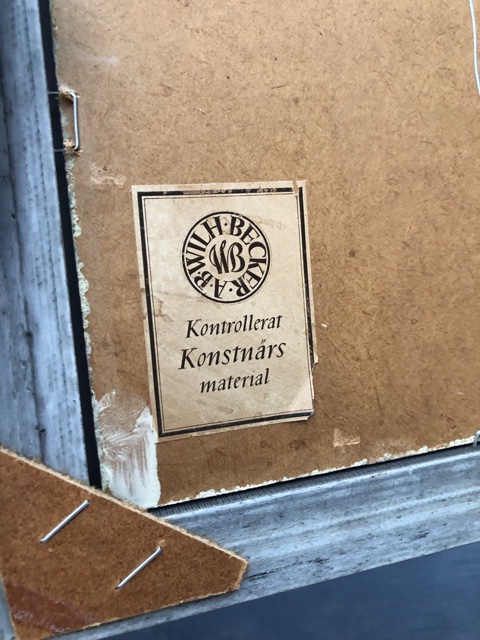 A·B·WILH·BECKER·
WB
Kontrollerat
Konstnärs
material